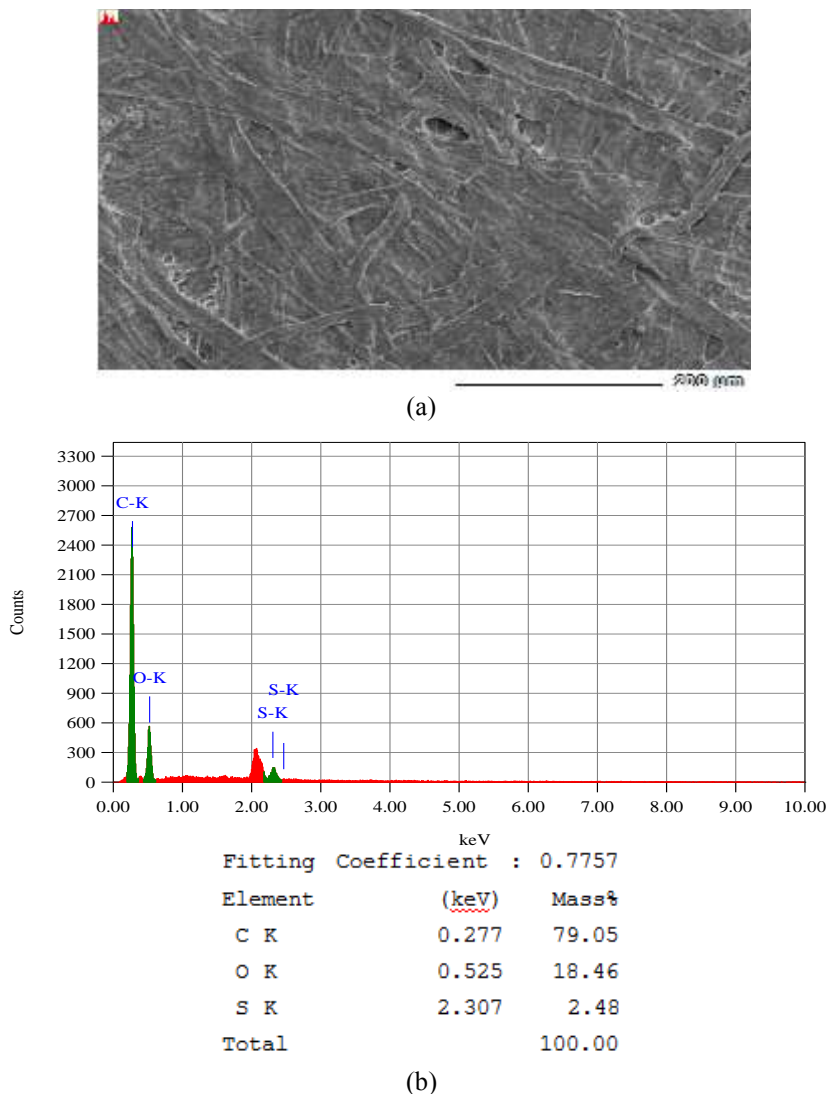 200 µm
(a)
3300
3000
2700
2400
2100
1800
1500
1200
900
600
300
0
Counts
C-K
O-K
S-K
S-K
0.00 1.00 2.00 3.00 4.00 5.00 6.00 7.00 8.00 9.00 10.00
keV
Fitting Coefficient : 0.7757
Element (keV) Mass%
C K 0.277 79.05
O K 0.525 18.46
S K 2.307 2.48
Total 100.00
(b)